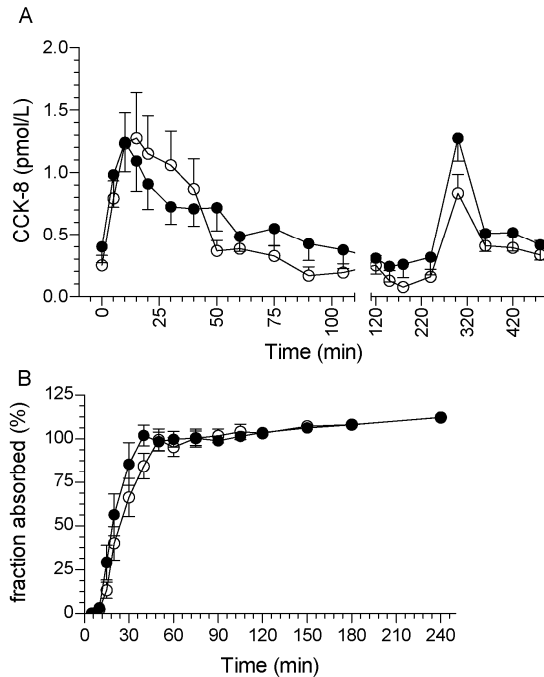 A
2.0
1.5
1.0
0.5
0.0
CCK-8 (pmol/L)
0 25 50 75 100 120 220 320 420
Time (min)
B
125
100
75
50
25
0
fraction absorbed (%)
0 30 60 90 120 150 180 210 240
Time (min)